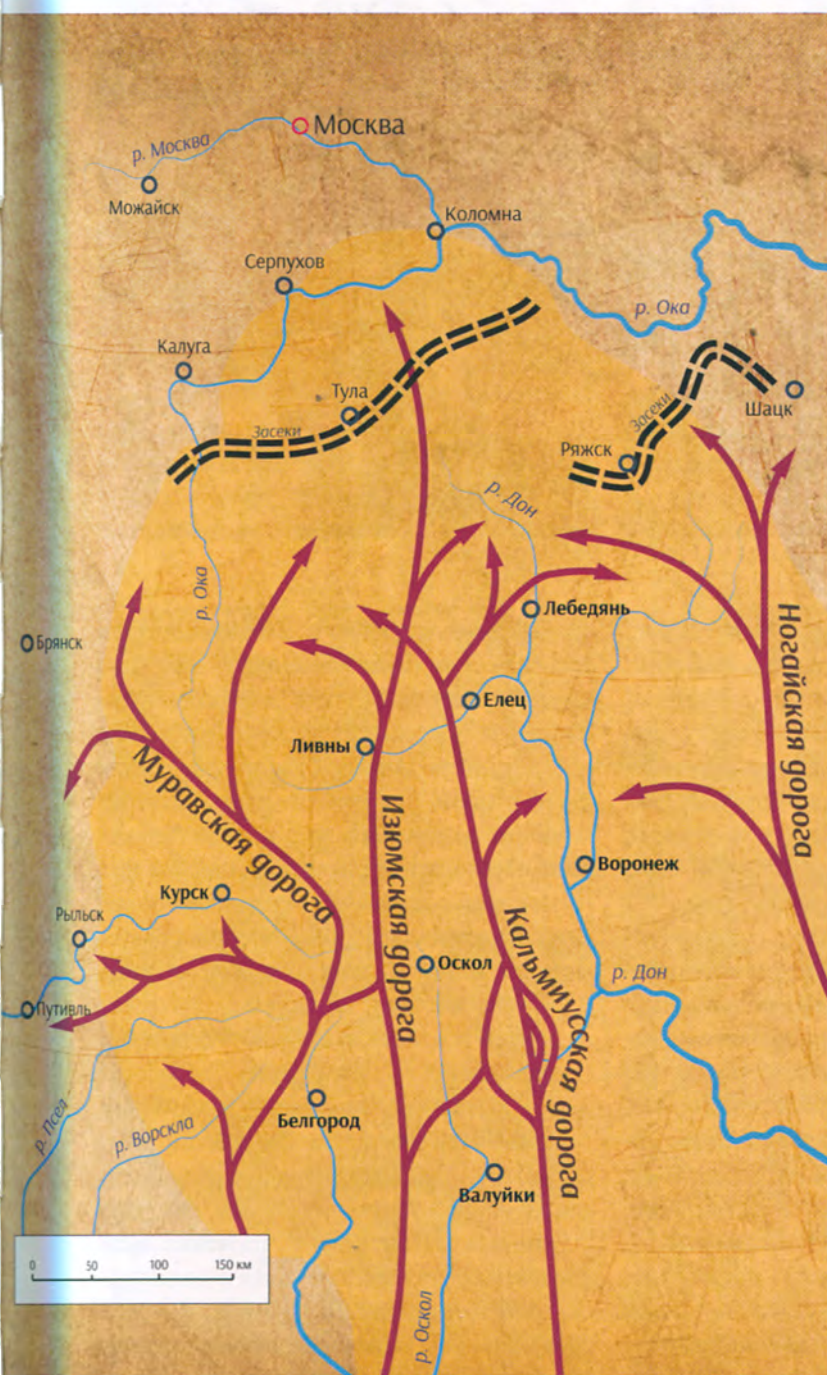 Москва
р. Москва
Можайск
Коломна
Серпухов
р. Ока
Калуга
Тула
Засеки
Шацк
Засеки
Ряжск
р. Дон
р. Ока
Лебедянь
Брянск
Ногайская дорога
Елец
Ливны
Муравская дорога
Изюмская дорога
Воронеж
Курск
Рыльск
Кальмиусская дорога
Оскол
р. Дон
Путивль
Белгород
р. Псел
р. Ворскла
Валуйки
0 50 100 150 км
р. Оскол